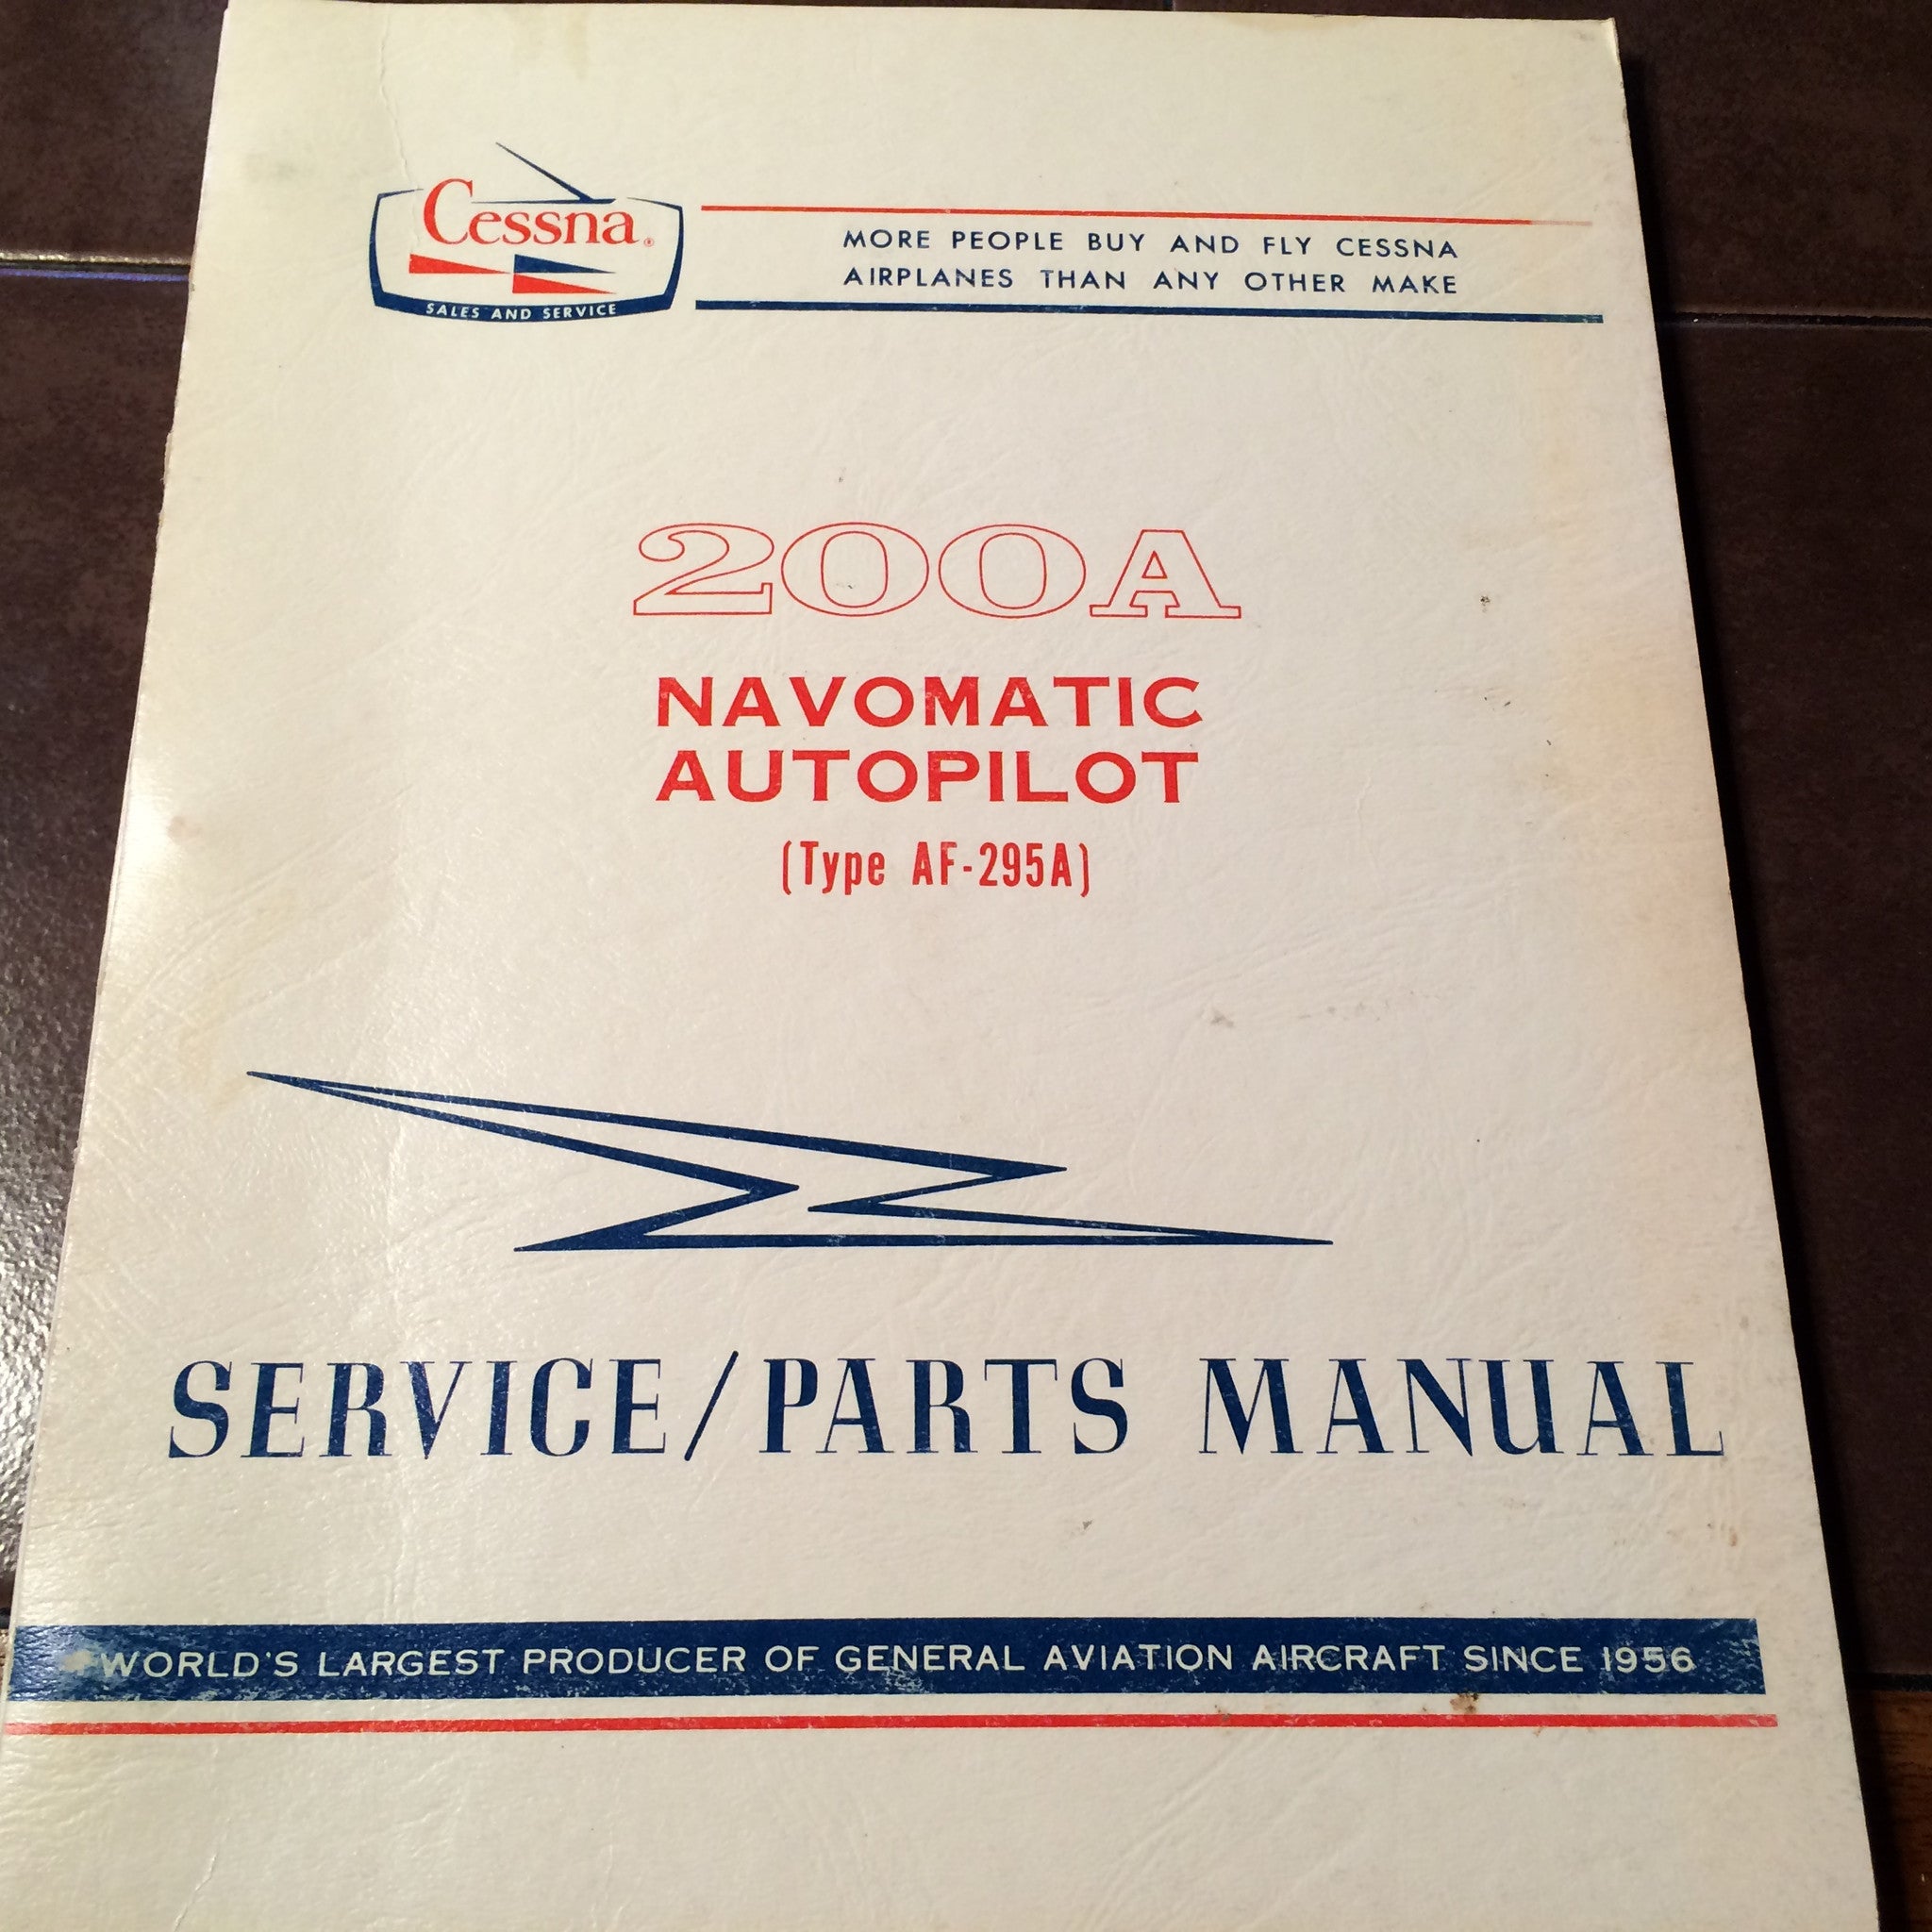 Cessna®
SALES AND SERVICE
MORE PEOPLE BUY AND FLY CESSNA
AIRPLANES THAN ANY OTHER MAKE
200A
NAVOMATIC
AUTOPILOT
(Type AF-295A)
SERVICE/PARTS MANUAL
WORLD'S LARGEST PRODUCER OF GENERAL AVIATION AIRCRAFT SINCE 1956